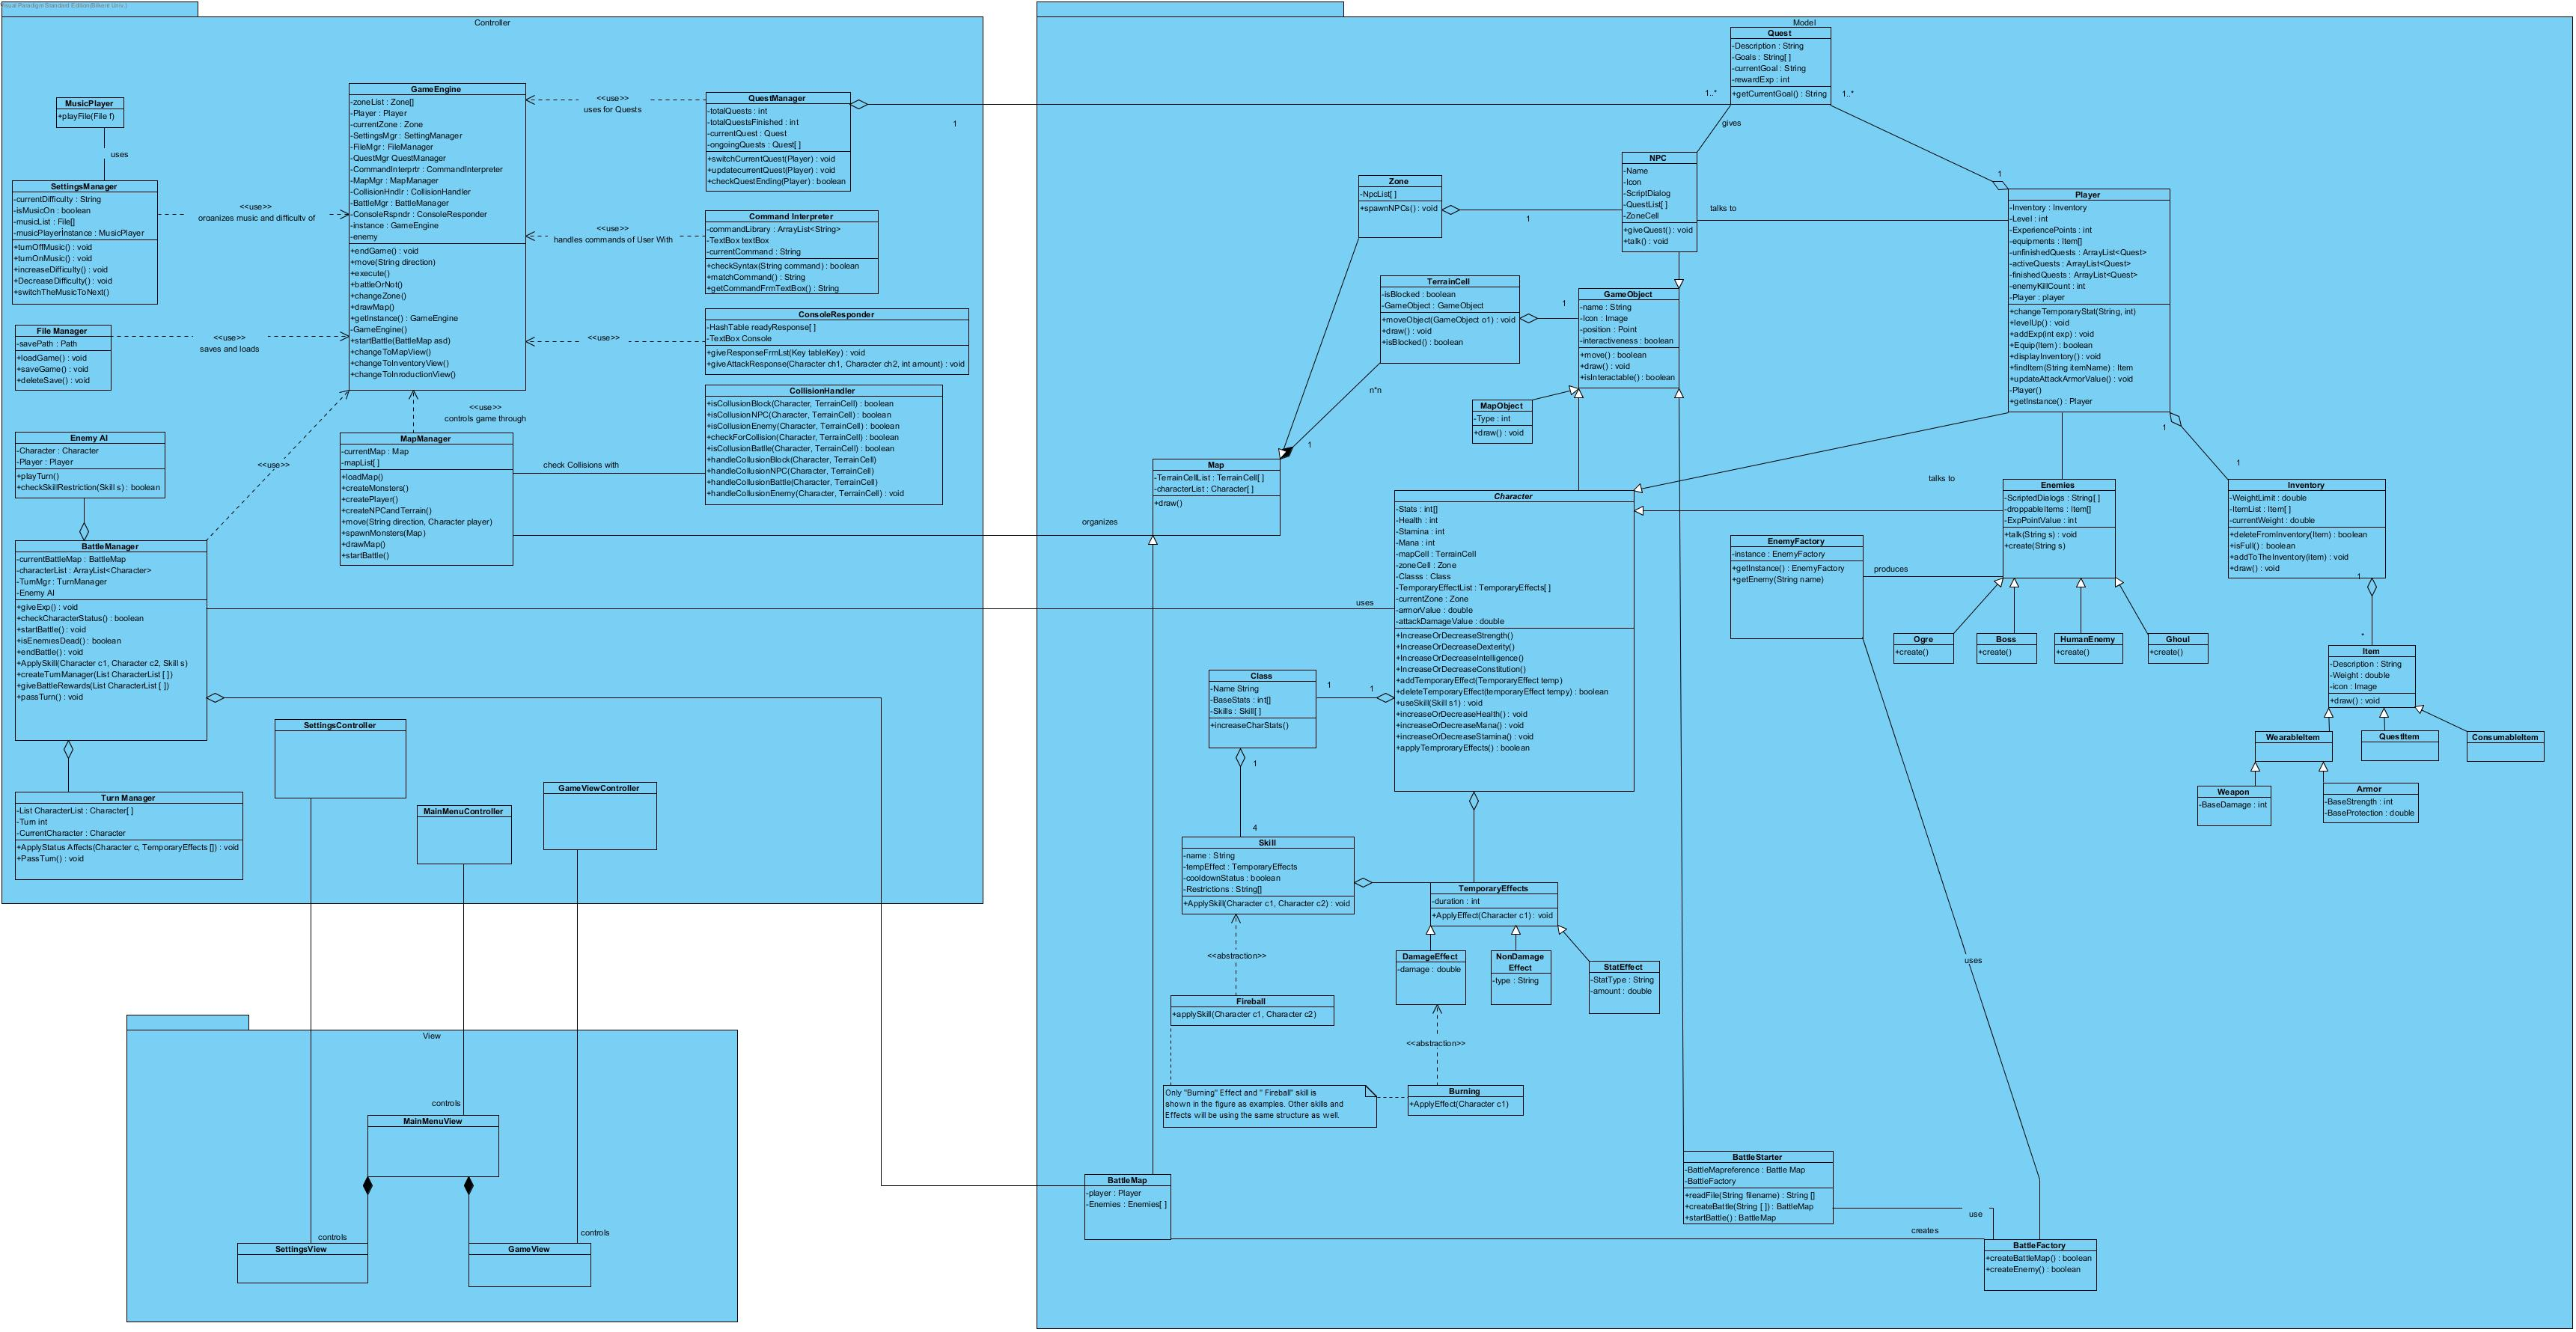 Visual Paradigm Standard Edition(Bilkent Univ.)
Controller
MusicPlayer
+playFile(File f)
uses
SettingsManager
-currentDifficulty : String
-isMusicOn : boolean
-musicList : File[]
-musicPlayerInstance : MusicPlayer
+turnOffMusic() : void
+turnOnMusic() : void
+increaseDifficulty() : void
+DecreaseDifficulty() : void
+switchTheMusicToNext()
<<use>>
organizes music and difficulty of
File Manager
-savePath : Path
+loadGame() : void
+saveGame() : void
+deleteSave() : void
<<use>>
saves and loads
GameEngine
-zoneList : Zone[]
-Player : Player
-currentZone : Zone
-SettingsMgr : SettingManager
-FileMgr : FileManager
-QuestMgr QuestManager
-CommandInterprtr : CommandInterpreter
-MapMgr : MapManager
-CollisionHndlr : CollisionHandler
-BattleMgr : BattleManager
-ConsoleRspndr : ConsoleResponder
-instance : GameEngine
-enemy
+endGame() : void
+move(String direction)
+execute()
+battleOrNot()
+changeZone()
+drawMap()
+getInstance() : GameEngine
-GameEngine()
+startBattle(BattleMap asd)
+changeToMapView()
+changeToInventoryView()
+changeToInroductionView()
<<use>>
uses for Quests
QuestManager
-totalQuests : int
-totalQuestsFinished : int
-currentQuest : Quest
-ongoingQuests : Quest[ ]
+switchCurrentQuest(Player) : void
+updatecurrentQuest(Player) : void
+checkQuestEnding(Player) : boolean
1
<<use>>
handles commands of User With
Command Interpreter
-commandLibrary : ArrayList<String>
-TextBox textBox
-currentCommand : String
+checkSyntax(String command) : boolean
+matchCommand() : String
+getCommandFrmTextBox() : String
<<use>>
ConsoleResponder
-HashTable readyResponse[ ]
-TextBox Console
+giveResponseFrmLst(Key tableKey) : void
+giveAttackResponse(Character ch1, Character ch2, int amount) : void
CollisionHandler
+isCollusionBlock(Character, TerrainCell) : boolean
+isCollusionNPC(Character, TerrainCell) : boolean
+isCollusionEnemy(Character, TerrainCell) : boolean
+checkForCollision(Character, TerrainCell) : boolean
+isCollusionBatlle(Character, TerrainCell) : boolean
+handleCollusionBlock(Character, TerrainCell)
+handleCollusionNPC(Character, TerrainCell)
+handleCollusionBattle(Character, TerrainCell)
+handleCollusionEnemy(Character, TerrainCell) : void
<<use>>
controls game through
MapManager
-currentMap : Map
-mapList[ ]
+loadMap()
+createMonsters()
+createPlayer()
+createNPCandTerrain()
+move(String direction, Character player)
+spawnMonsters(Map)
+drawMap()
+startBattle()
check Collisions with
organizes
Enemy AI
-Character : Character
-Player : Player
+playTurn()
+checkSkillRestriction(Skill s) : boolean
<<use>>
BattleManager
-currentBattleMap : BattleMap
-characterList : ArrayList<Character>
-TurnMgr : TurnManager
-Enemy AI
+giveExp() : void
+checkCharacterStatus() : boolean
+startBattle() : void
+isEnemiesDead() : boolean
+endBattle() : void
+ApplySkill(Character c1, Character c2, Skill s)
+createTurnManager(List CharacterList [ ])
+giveBattleRewards(List CharacterList [ ])
+passTurn() : void
uses
Turn Manager
-List CharacterList : Character[ ]
-Turn int
-CurrentCharacter : Character
+ApplyStatus Affects(Character c, TemporaryEffects []) : void
+PassTurn() : void
SettingsController
MainMenuController
GameViewController
View
controls
MainMenuView
controls
SettingsView
controls
GameView
Model
Quest
-Description : String
-Goals : String[ ]
-currentGoal : String
-rewardExp : int
+getCurrentGoal() : String
1..*
1..*
gives
NPC
-Name
-Icon
-ScriptDialog
-QuestList[ ]
-ZoneCell
+giveQuest() : void
+talk() : void
talks to
1
Zone
-NpcList[ ]
+spawnNPCs() : void
1
TerrainCell
-isBlocked : boolean
-GameObject : GameObject
+moveObject(GameObject o1) : void
+draw() : void
+isBlocked() : boolean
1
n*n
1
GameObject
-name : String
-Icon : Image
-position : Point
-interactiveness : boolean
+move() : boolean
+draw() : void
+isInteractable() : boolean
MapObject
-Type : int
+draw() : void
Map
-TerrainCellList : TerrainCell[ ]
-characterList : Character[ ]
+draw()
Player
-Inventory : Inventory
-Level : int
-ExperiencePoints : int
-equipments : Item[]
-unfinishedQuests : ArrayList<Quest>
-activeQuests : ArrayList<Quest>
-finishedQuests : ArrayList<Quest>
-enemyKillCount : int
-Player : player
+changeTemporaryStat(String, int)
+levelUp() : void
+addExp(int exp) : void
+Equip(Item) : boolean
+displayInventory() : void
+findItem(String itemName) : Item
+updateAttackArmorValue() : void
-Player()
+getInstance() : Player
1
1
talks to
Character
-Stats : int[]
-Health : int
-Stamina : int
-Mana : int
-mapCell : TerrainCell
-zoneCell : Zone
-Classs : Class
-TemporaryEffectList : TemporaryEffects[ ]
-currentZone : Zone
-armorValue : double
-attackDamageValue : double
+IncreaseOrDecreaseStrength()
+IncreaseOrDecreaseDexterity()
+IncreaseOrDecreaseIntelligence()
+IncreaseOrDecreaseConstitution()
+addTemporaryEffect(TemporaryEffect temp)
+deleteTemporaryEffect(temporaryEffect tempy) : boolean
+useSkill(Skill s1) : void
+increaseOrDecreaseHealth() : void
+increaseOrDecreaseMana() : void
+increaseOrDecreaseStamina() : void
+applyTemproraryEffects() : boolean
Enemies
-ScriptedDialogs : String[ ]
-droppableItems : Item[]
-ExpPointValue : int
+talk(String s) : void
+create(String s)
Inventory
-WeightLimit : double
-ItemList : Item[ ]
-currentWeight : double
+deleteFromInventory(Item) : boolean
+isFull() : boolean
+addToTheInventory(item) : void
+draw() : void
1
*
EnemyFactory
-instance : EnemyFactory
+getInstance() : EnemyFactory
+getEnemy(String name)
produces
Ogre
+create()
Boss
+create()
HumanEnemy
+create()
Ghoul
+create()
Item
-Description : String
-Weight : double
-icon : Image
+draw() : void
WearableItem
QuestItem
ConsumableItem
Weapon
-BaseDamage : int
Armor
-BaseStrength : int
-BaseProtection : double
Class
-Name String
-BaseStats : int[]
-Skills : Skill[ ]
+increaseCharStats()
1
1
1
4
Skill
-name : String
-tempEffect : TemporaryEffects
-cooldownStatus : boolean
-Restrictions : String[]
+ApplySkill(Character c1, Character c2) : void
TemporaryEffects
-duration : int
+ApplyEffect(Character c1) : void
<<abstraction>>
DamageEffect
-damage : double
NonDamage
Effect
-type : String
StatEffect
-StatType : String
-amount : double
Fireball
+applySkill(Character c1, Character c2)
<<abstraction>>
Only "Burning" Effect and " Fireball" skill is
shown in the figure as examples. Other skills and
Effects will be using the same structure as well.
Burning
+ApplyEffect(Character c1)
uses
BattleMap
-player : Player
-Enemies : Enemies[ ]
BattleStarter
-BattleMapreference : Battle Map
-BattleFactory
+readFile(String filename) : String []
+createBattle(String [ ]) : BattleMap
+startBattle() : BattleMap
use
creates
BattleFactory
+createBattleMap() : boolean
+createEnemy() : boolean